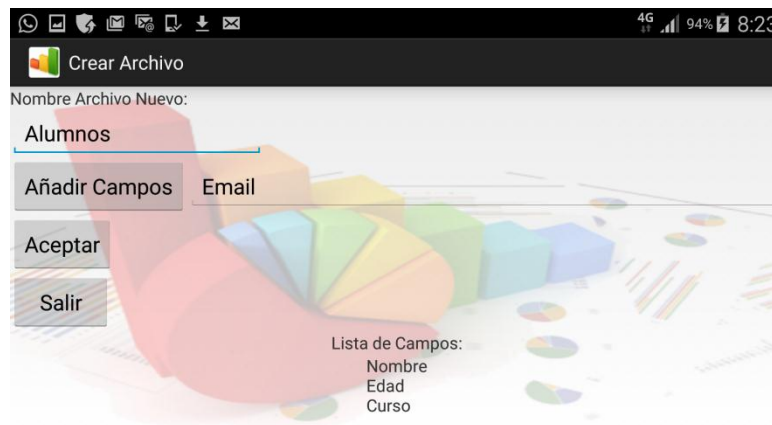 4G 94% 8:23
Crear Archivo
Nombre Archivo Nuevo:
Alumnos
Añadir Campos Email
Aceptar
Salir
Lista de Campos:
Nombre
Edad
Curso